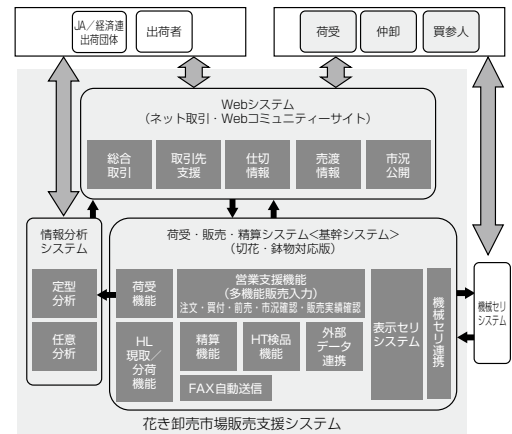 JA／経済連
出荷団体
出荷者
荷受
仲卸
買参人
Webシステム
（ネット取引・Webコミュニティーサイト）
総合
取引
取引先
支援
仕切
情報
売渡
情報
市況
公開
情報分析
システム
定型
分析
任意
分析
荷受・販売・精算システム<基幹システム>
（切花・鉢物対応版）
荷受
機能
営業支援機能
（多機能販売入力）
注文・買付・前売・市況確認・販売実績確認
HL
現取／
分荷
機能
精算
機能
HT検品
機能
外部
データ
連携
FAX自動送信
表示セリ
システム
機械セリ連携
機械セリ
システム
花き卸売市場販売支援システム